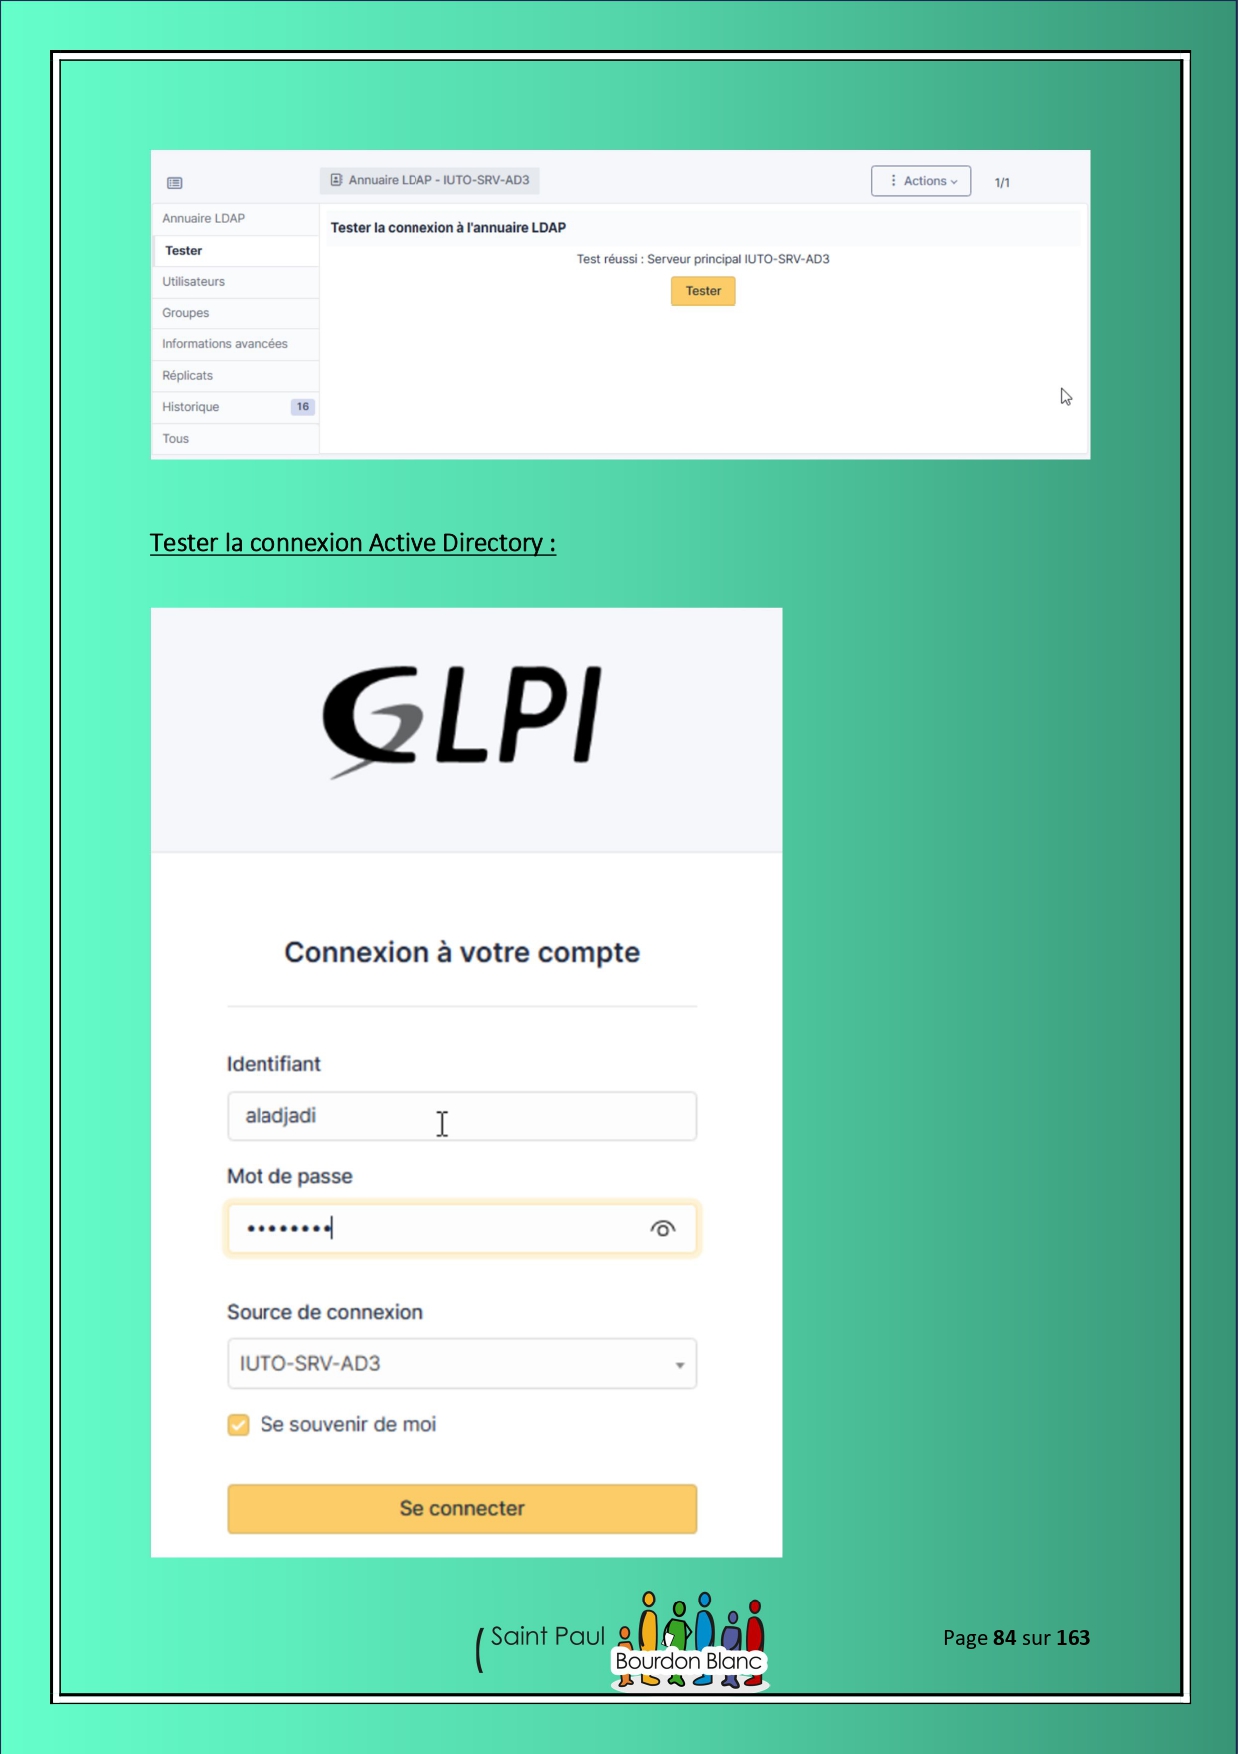 Annuaire LDAP - IUTO-SRV-AD3
Actions
1/1
Annuaire LDAP
Tester
Utilisateurs
Groupes
Informations avancées
Réplicats
Historique 16
Tous
Tester la connexion à l'annuaire LDAP
Test réussi : Serveur principal IUTO-SRV-AD3
Tester
Tester la connexion Active Directory :
GLPI
Connexion à votre compte
Identifiant
aladjadi
Mot de passe
••••••••
Source de connexion
IUTO-SRV-AD3
Se souvenir de moi
Se connecter
Saint Paul
Bourdon Blanc
Page 84 sur 163